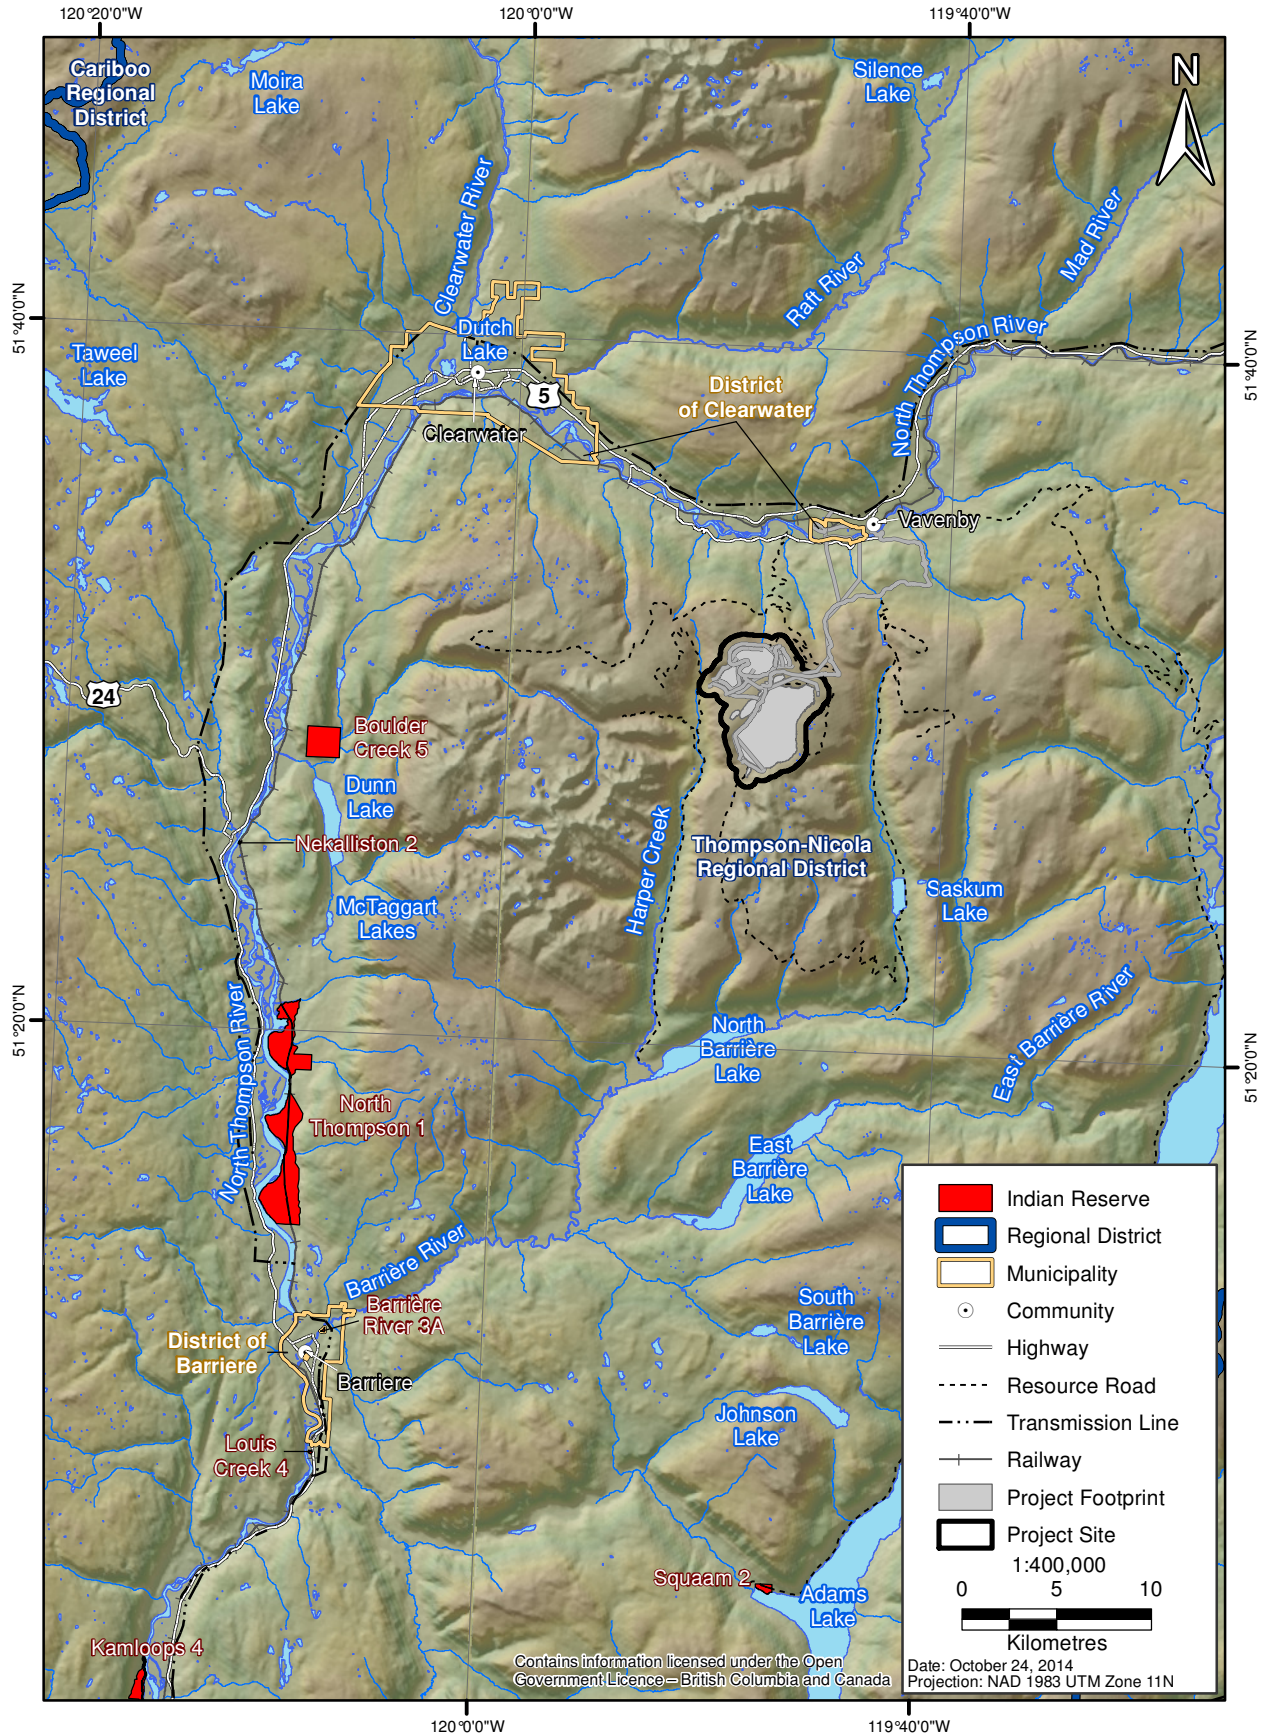 120°20'0"W
120°0'0"W
119°40'0"W
Cariboo
Regional
District
Moira
Lake
Silence
Lake
N
Clearwater River
Mad River
Raft River
51°40'0"N
Taweel
Lake
Dutch
Lake
North Thompson River
51°40'0"N
5
District
of Clearwater
Clearwater
Vavenby
24
Boulder
Creek 5
Dunn
Lake
Nekalliston 2
Harper Creek
Thompson-Nicola
Regional District
McTaggart
Lakes
Saskum
Lake
North Thompson River
51°20'0"N
North
Barrière
Lake
East Barrière River
51°20'0"N
North
Thompson 1
East
Barrière
Lake
Barrière River
Barrière
River 3A
District of
Barriere
Barriere
South
Barrière
Lake
Johnson
Lake
Louis
Creek 4
Squaam 2
Adams
Lake
Kamloops 4
Contains information licensed under the Open
Government Licence – British Columbia and Canada
Indian Reserve
Regional District
Municipality
Community
Highway
Resource Road
Transmission Line
Railway
Project Footprint
Project Site
1:400,000
0 5 10
Kilometres
Date: October 24, 2014
Projection: NAD 1983 UTM Zone 11N
120°0'0"W
119°40'0"W